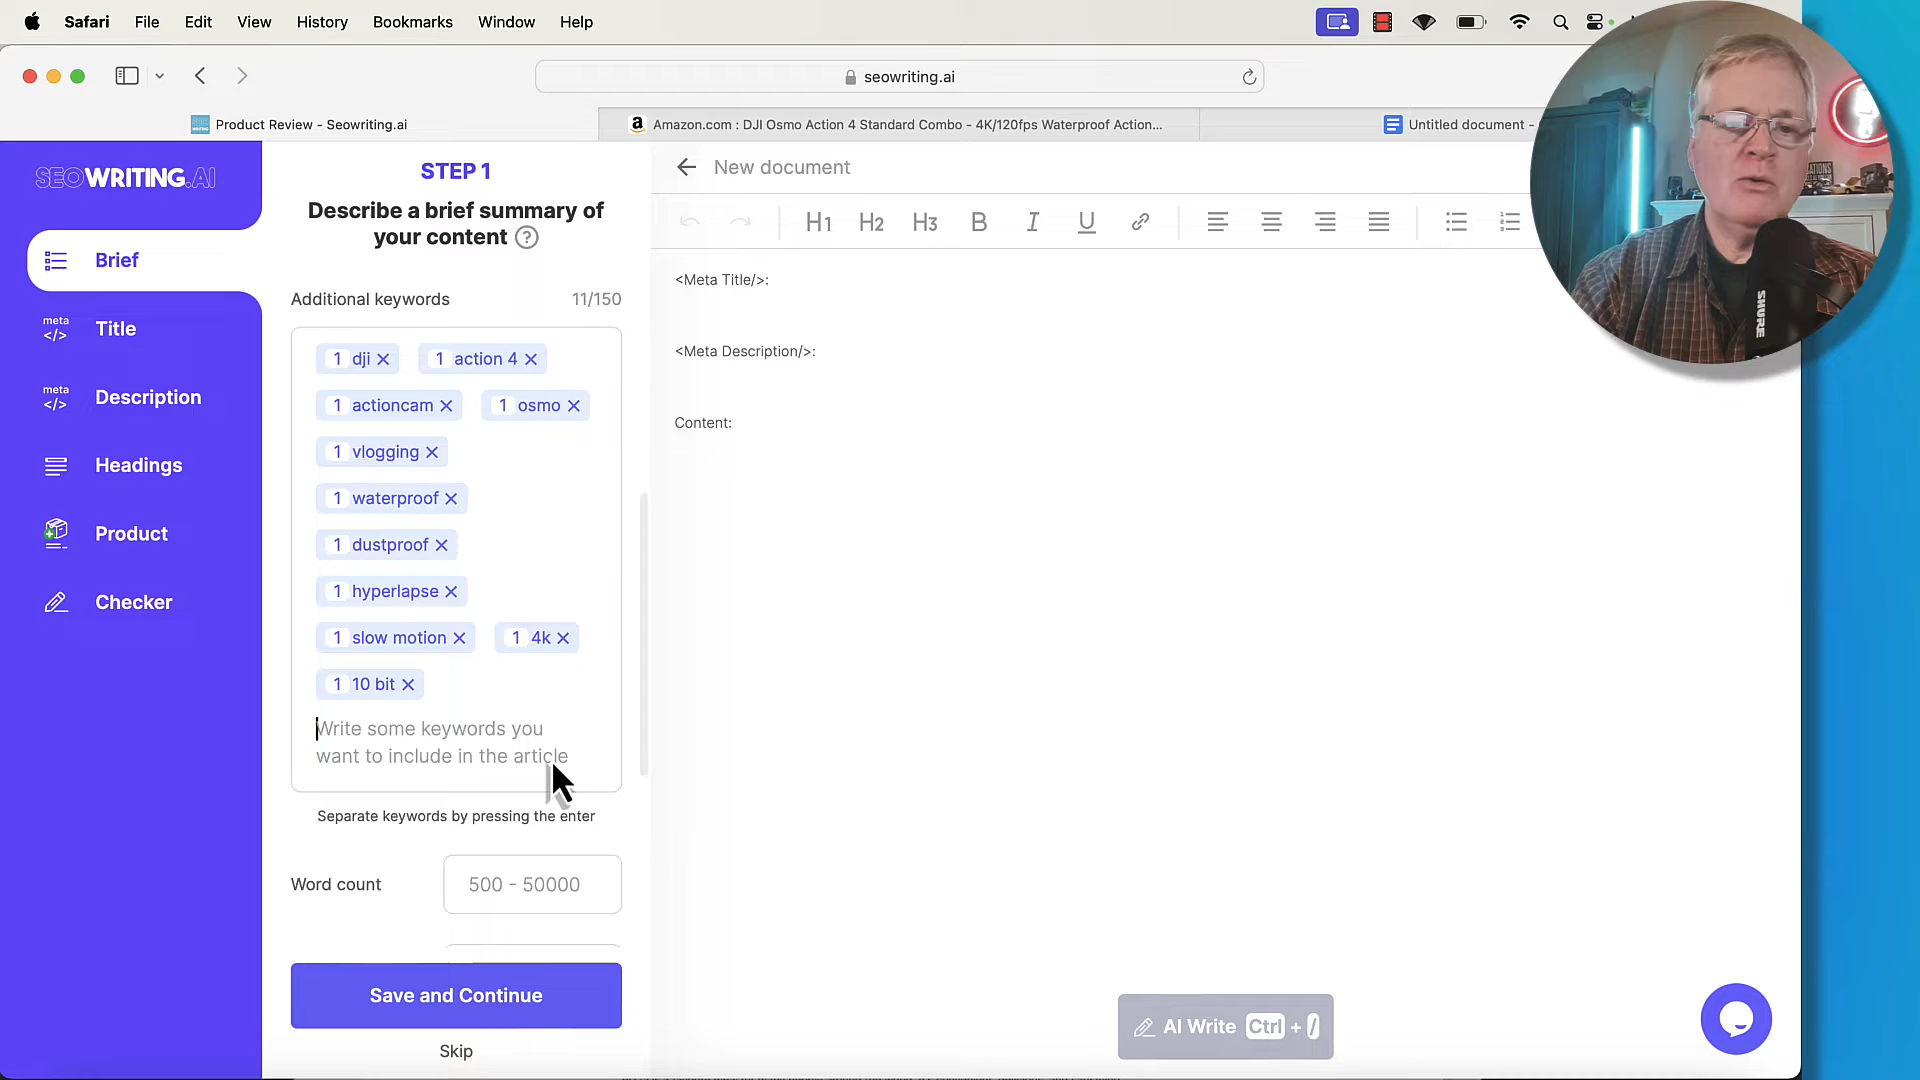 Safari File Edit View History Bookmarks Window Help
seowriting.ai
Product Review - Seowriting.ai
Amazon.com : DJI Osmo Action 4 Standard Combo - 4K/120fps Waterproof Action...
Untitled document -
SEOWRITING.AI
Brief
meta </> Title
meta </> Description
Headings
Product
Checker
STEP 1
Describe a brief summary of
your content ?
Additional keywords 11/150
1 dji × 1 action 4 ×
1 actioncam × 1 osmo ×
1 vlogging ×
1 waterproof ×
1 dustproof ×
1 hyperlapse ×
1 slow motion × 1 4k ×
1 10 bit ×
Write some keywords you
want to include in the article
Separate keywords by pressing the enter
Word count 500 - 50000
Save and Continue
Skip
New document
H1 H2 H3 B I U
<Meta Title/>:
<Meta Description/>:
Content:
AI Write Ctrl + /
SHURE